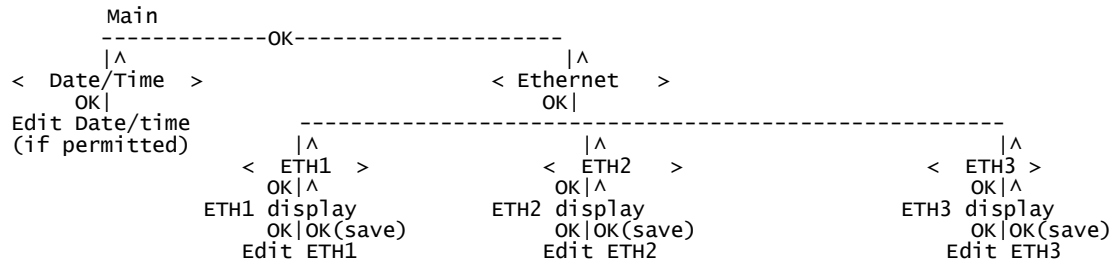 Main
-------------OK---------------------
|^ |^
< Date/Time > < Ethernet >
OK| OK|
Edit Date/time --------------------------------------------------------
(if permitted) |^ |^ |^
< ETH1 > < ETH2 > < ETH3 >
OK|^ OK|^ OK|^
ETH1 display ETH2 display ETH3 display
OK|OK(save) OK|OK(save) OK|OK(save)
Edit ETH1 Edit ETH2 Edit ETH3